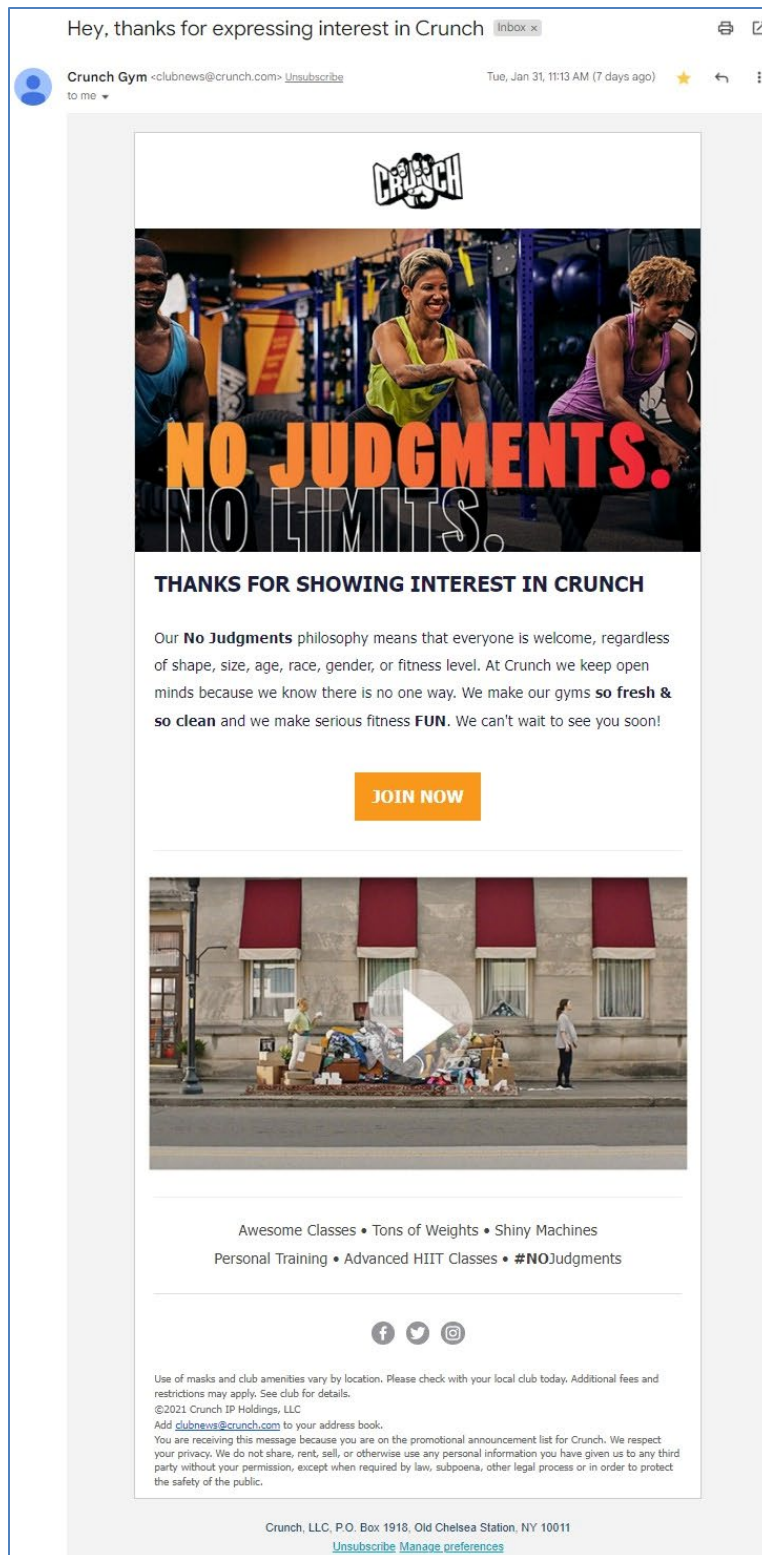 Hey, thanks for expressing interest in Crunch Inbox ×
Crunch Gym <clubnews@crunch.com> Unsubscribe
Tue, Jan 31, 11:13 AM (7 days ago)
to me
CRUNCH
NO JUDGMENTS.
NO LIMITS.
THANKS FOR SHOWING INTEREST IN CRUNCH
Our No Judgments philosophy means that everyone is welcome, regardless
of shape, size, age, race, gender, or fitness level. At Crunch we keep open
minds because we know there is no one way. We make our gyms so fresh &
so clean and we make serious fitness FUN. We can't wait to see you soon!
JOIN NOW
Awesome Classes • Tons of Weights • Shiny Machines
Personal Training • Advanced HIIT Classes • #NOJudgments
Use of masks and club amenities vary by location. Please check with your local club today. Additional fees and
restrictions may apply. See club for details.
©2021 Crunch IP Holdings, LLC
Add clubnews@crunch.com to your address book.
You are receiving this message because you are on the promotional announcement list for Crunch. We respect
your privacy. We do not share, rent, sell, or otherwise use any personal information you have given us to any third
party without your permission, except when required by law, subpoena, other legal process or in order to protect
the safety of the public.
Crunch, LLC, P.O. Box 1918, Old Chelsea Station, NY 10011
Unsubscribe Manage preferences